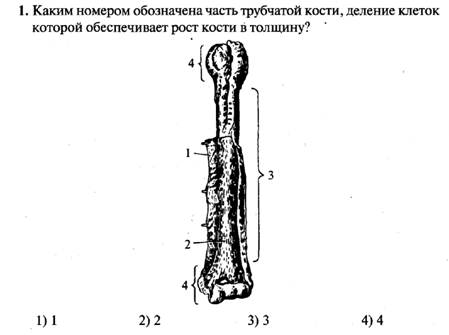 1. Каким номером обозначена часть трубчатой кости, деление клеток
которой обеспечивает рост кости в толщину?
4
1
3
2
4
1) 1 2) 2 3) 3 4) 4